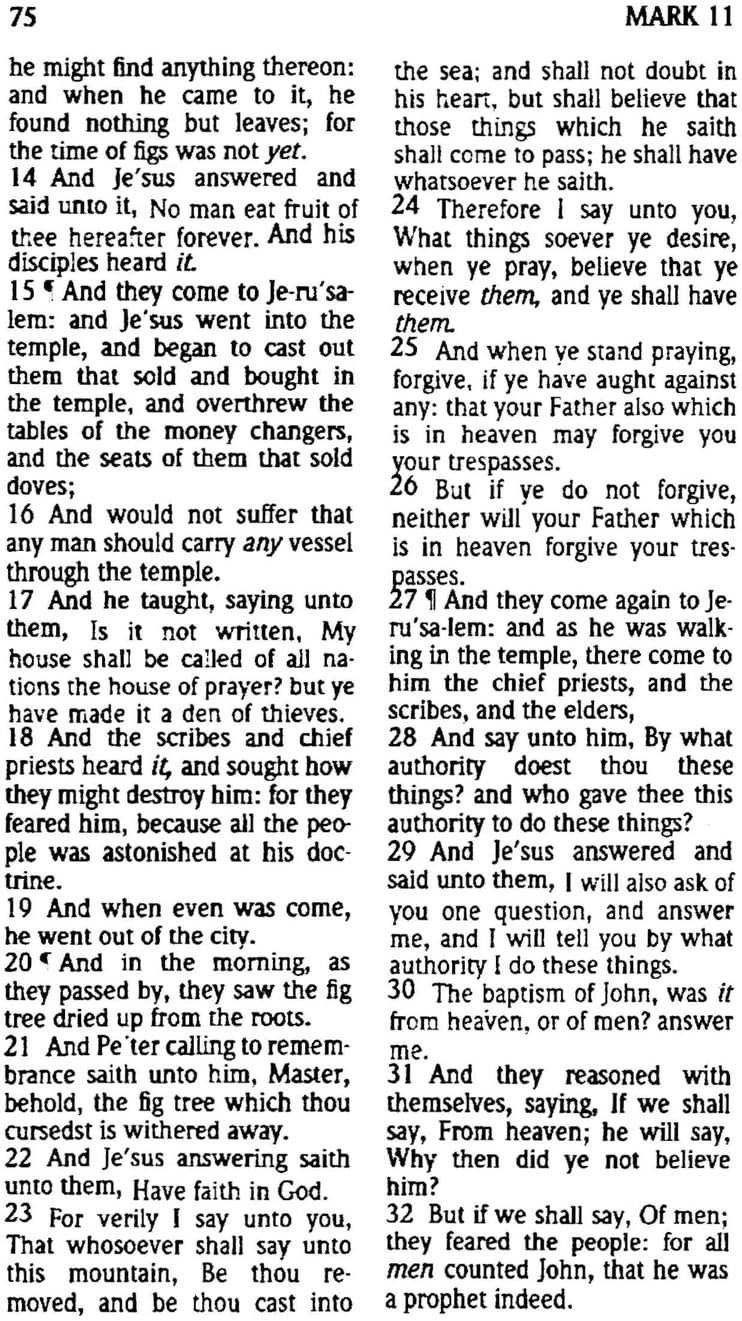 75
MARK 11
he might find anything thereon:
and when he came to it, he
found nothing but leaves; for
the time of figs was not yet.
14 And Je'sus answered and
said unto it, No man eat fruit of
thee hereafter forever. And his
disciples heard it.
15 ¶ And they come to Je-ru'sa-
lem: and Je'sus went into the
temple, and began to cast out
them that sold and bought in
the temple, and overthrew the
tables of the money changers,
and the seats of them that sold
doves;
16 And would not suffer that
any man should carry any vessel
through the temple.
17 And he taught, saying unto
them, Is it not written, My
house shall be called of all na-
tions the house of prayer? but ye
have made it a den of thieves.
18 And the scribes and chief
priests heard it, and sought how
they might destroy him: for they
feared him, because all the peo-
ple was astonished at his doc-
trine.
19 And when even was come,
he went out of the city.
20 ¶ And in the morning, as
they passed by, they saw the fig
tree dried up from the roots.
21 And Pe'ter calling to remem-
brance saith unto him, Master,
behold, the fig tree which thou
cursedst is withered away.
22 And Je'sus answering saith
unto them, Have faith in God.
23 For verily I say unto you,
That whosoever shall say unto
this mountain, Be thou re-
moved, and be thou cast into
the sea; and shall not doubt in
his heart, but shall believe that
those things which he saith
shall come to pass; he shall have
whatsoever he saith.
24 Therefore I say unto you,
What things soever ye desire,
when ye pray, believe that ye
receive them, and ye shall have
them.
25 And when ye stand praying,
forgive, if ye have aught against
any: that your Father also which
is in heaven may forgive you
your trespasses.
26 But if ye do not forgive,
neither will your Father which
is in heaven forgive your tres-
passes.
27 ¶ And they come again to Je-
ru'sa-lem: and as he was walk-
ing in the temple, there come to
him the chief priests, and the
scribes, and the elders,
28 And say unto him, By what
authority doest thou these
things? and who gave thee this
authority to do these things?
29 And Je'sus answered and
said unto them, I will also ask of
you one question, and answer
me, and I will tell you by what
authority I do these things.
30 The baptism of John, was it
from heaven, or of men? answer
me.
31 And they reasoned with
themselves, saying, If we shall
say, From heaven; he will say,
Why then did ye not believe
him?
32 But if we shall say, Of men;
they feared the people: for all
men counted John, that he was
a prophet indeed.